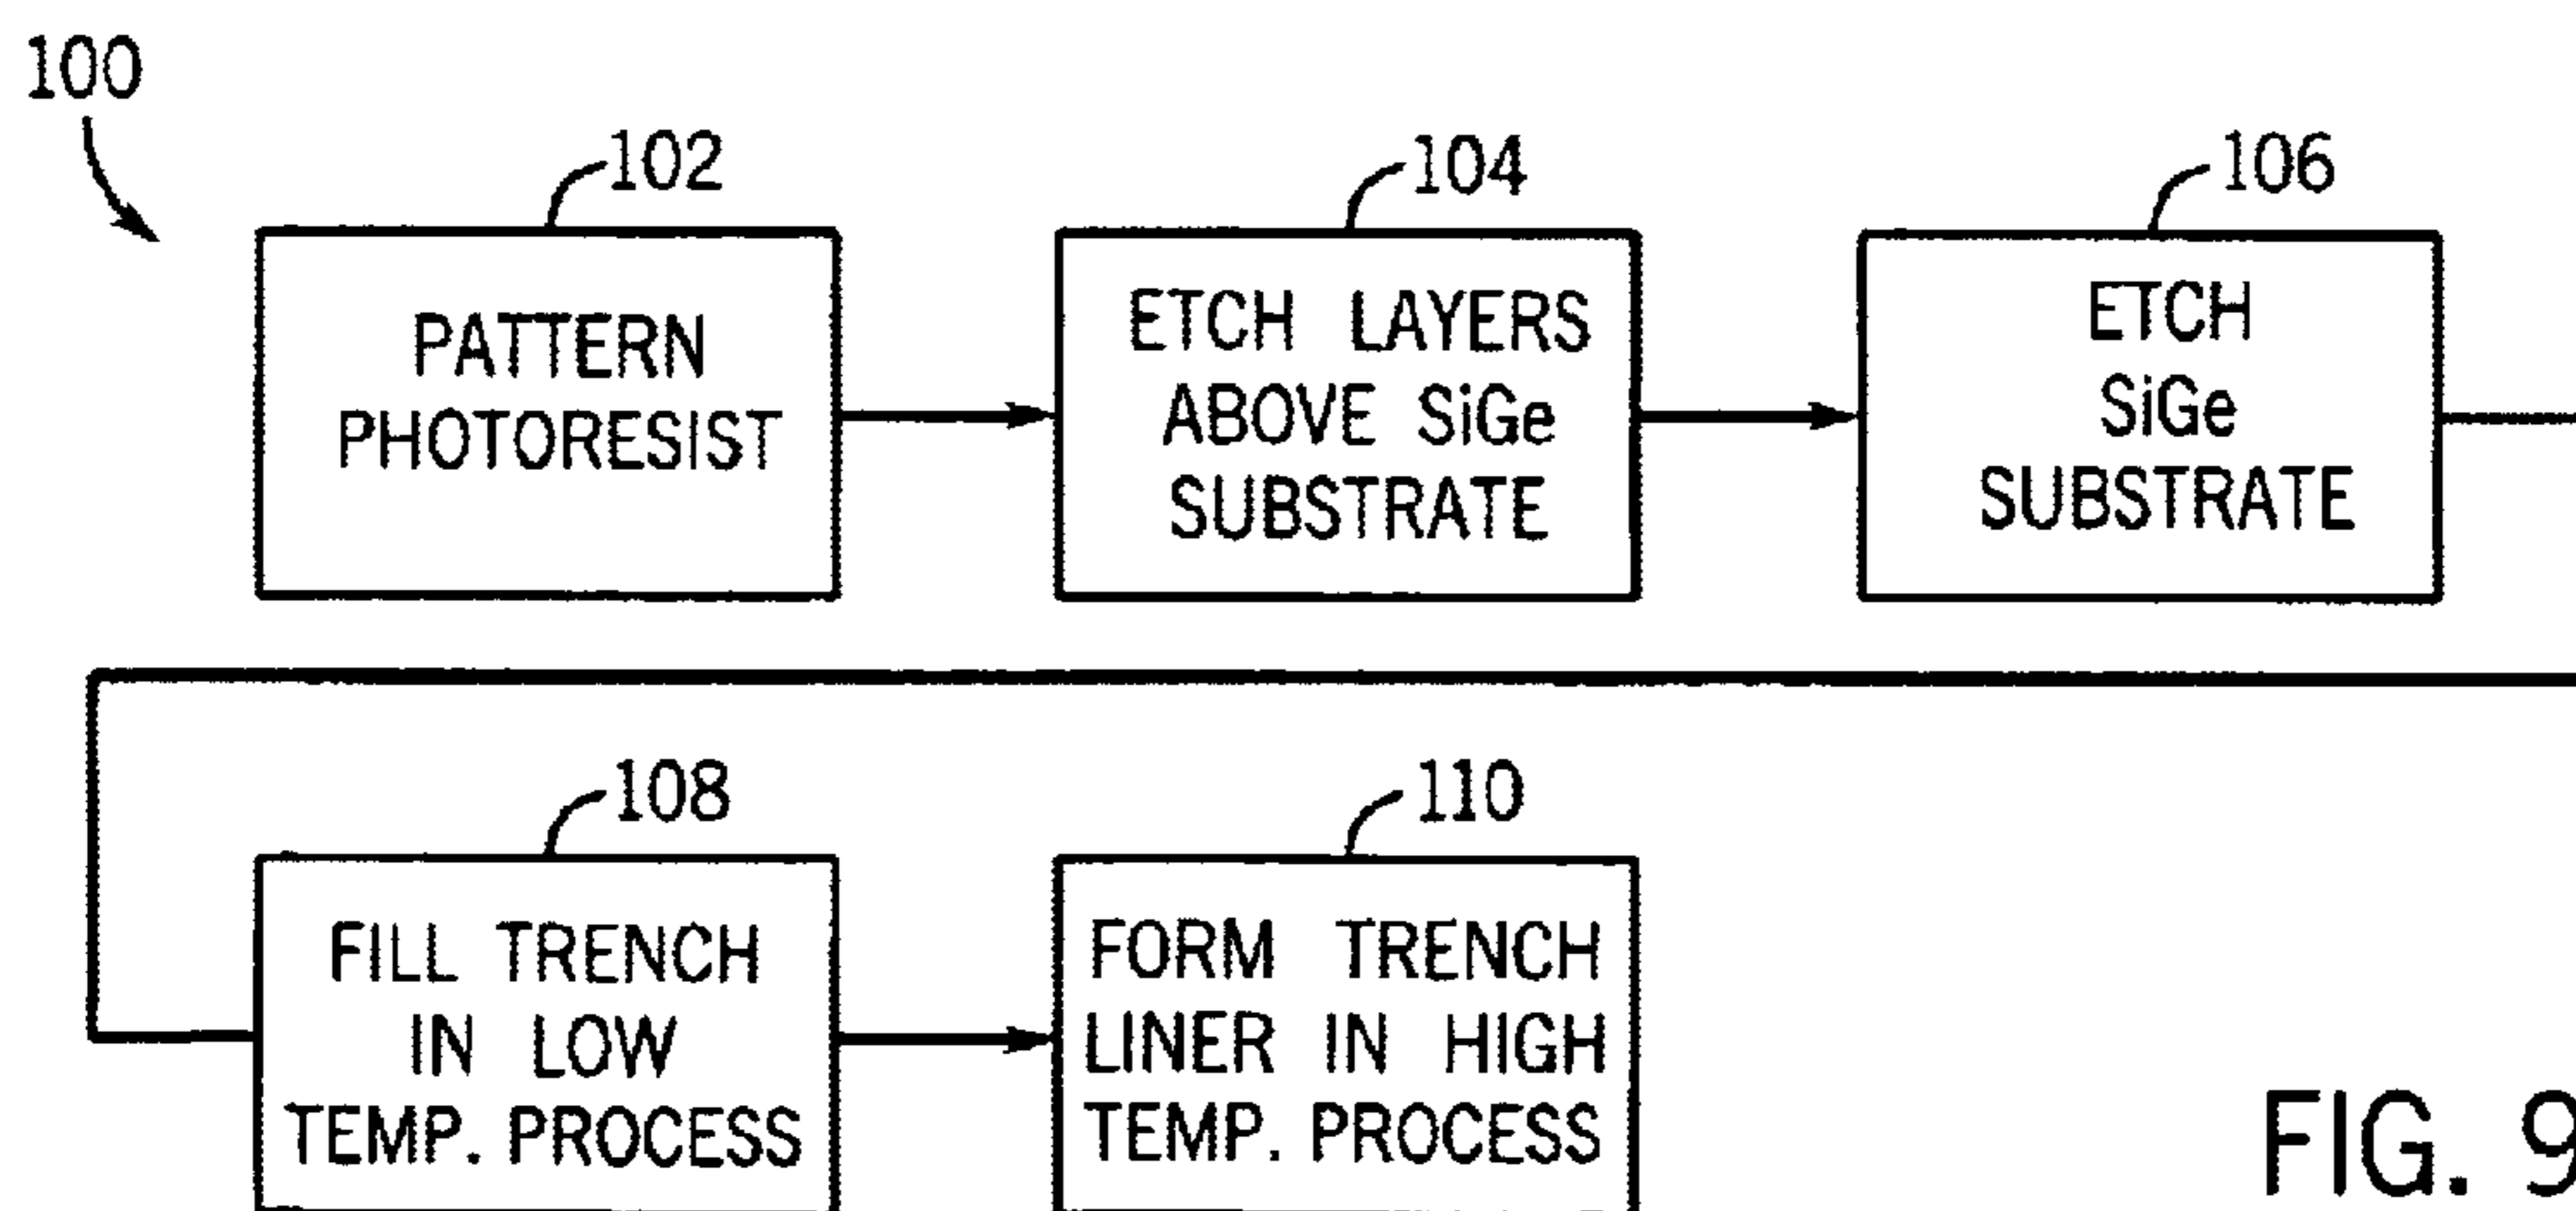 100
102
PATTERN
PHOTORESIST
104
ETCH LAYERS
ABOVE SiGe
SUBSTRATE
106
ETCH
SiGe
SUBSTRATE
108
FILL TRENCH
IN LOW
TEMP. PROCESS
110
FORM TRENCH
LINER IN HIGH
TEMP. PROCESS
FIG. 9